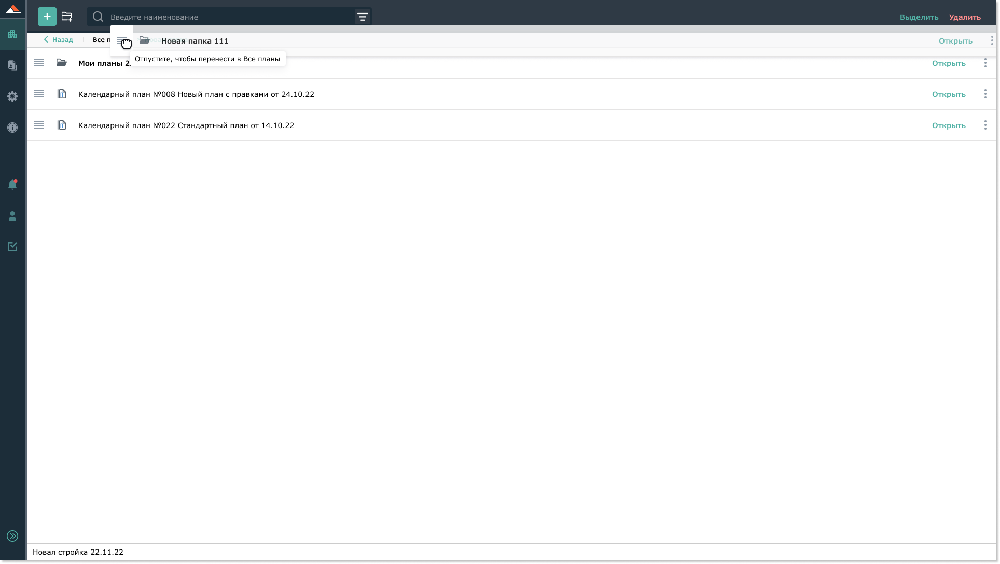 Введите наименование
Выделить Удалить
Назад Все п
Новая папка 111 Открыть
Отпустите, чтобы перенести в Все планы
Мои планы 2 Открыть
Календарный план №008 Новый план с правками от 24.10.22 Открыть
Календарный план №022 Стандартный план от 14.10.22 Открыть
Новая стройка 22.11.22